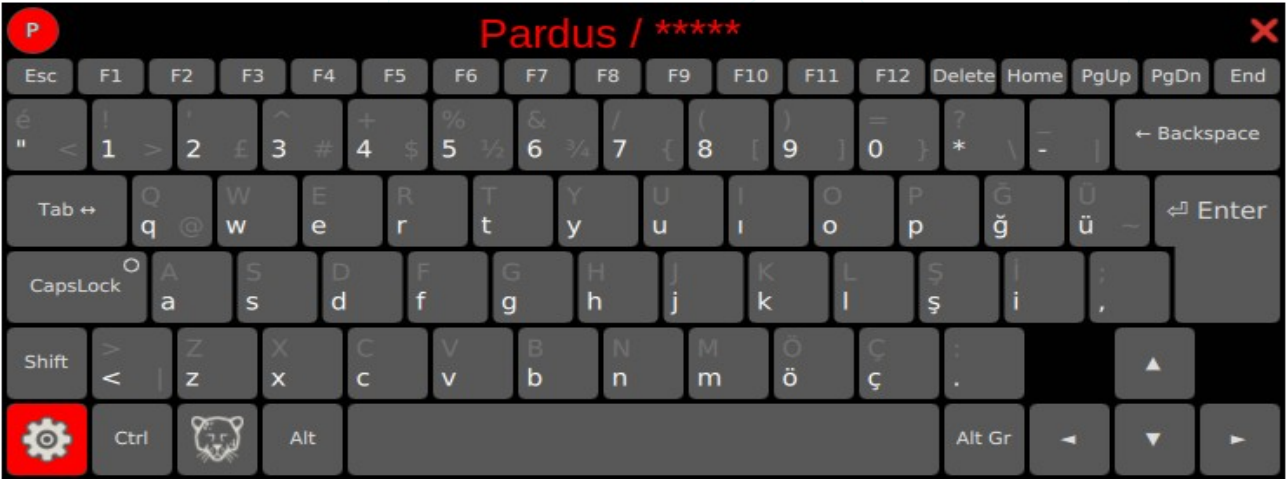 P Pardus / ***** ×
Esc F1 F2 F3 F4 F5 F6 F7 F8 F9 F10 F11 F12 Delete Home PgUp PgDn End
é ! ' ^ + % & / ( ) = ? _
" < 1 > 2 £ 3 # 4 $ 5 ½ 6 ¾ 7 { 8 [ 9 ] 0 } * \ - | ← Backspace
Q W E R T Y U I O P Ğ Ü
Tab ↔ q @ w e r t y u ı o p ğ ü ~ ⏎ Enter
A S D F G H J K L Ş İ ;
CapsLock a s d f g h j k l ş i ,
> Z X C V B N M Ö Ç :
Shift < | z x c v b n m ö ç . ▲
Ctrl Alt Alt Gr ◄ ▼ ►